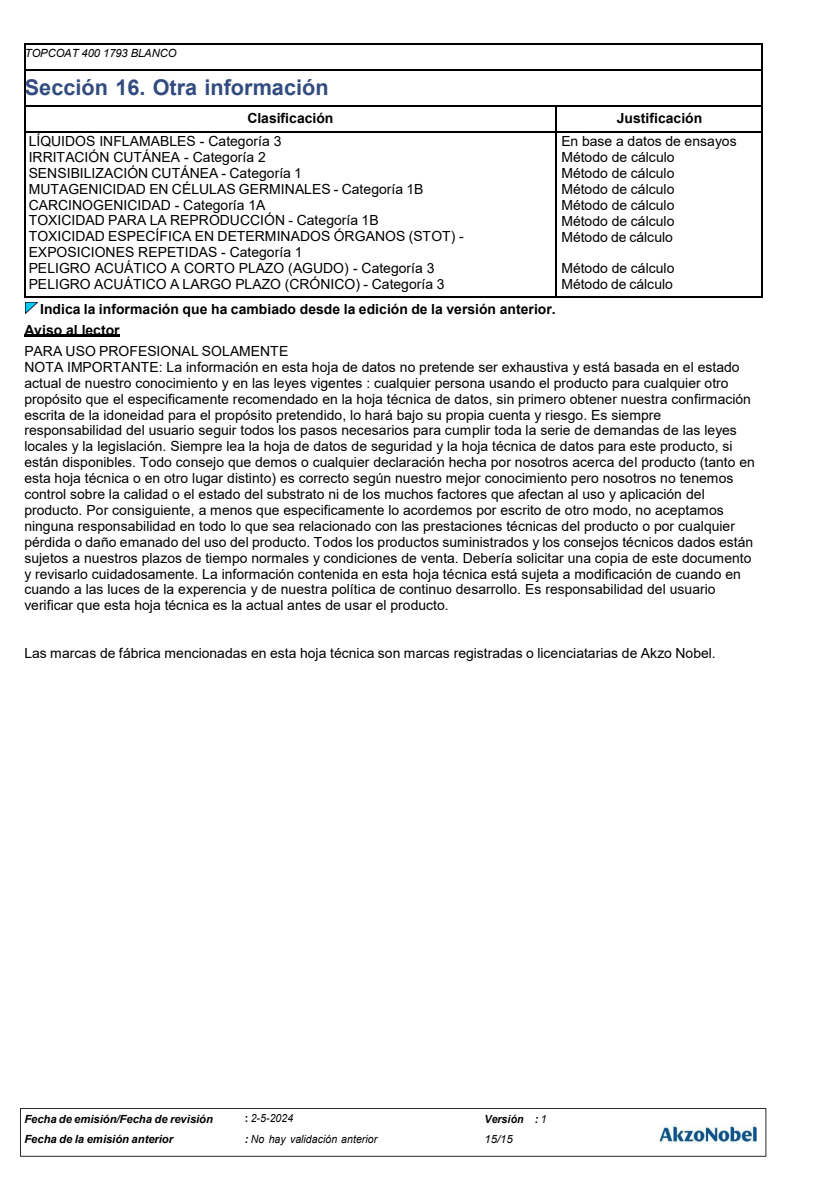 TOPCOAT 400 1793 BLANCO
Sección 16. Otra información
Clasificación Justificación
LÍQUIDOS INFLAMABLES - Categoría 3 En base a datos de ensayos
IRRITACIÓN CUTÁNEA - Categoría 2 Método de cálculo
SENSIBILIZACIÓN CUTÁNEA - Categoría 1 Método de cálculo
MUTAGENICIDAD EN CÉLULAS GERMINALES - Categoría 1B Método de cálculo
CARCINOGENICIDAD - Categoría 1A Método de cálculo
TOXICIDAD PARA LA REPRODUCCIÓN - Categoría 1B Método de cálculo
TOXICIDAD ESPECÍFICA EN DETERMINADOS ÓRGANOS (STOT) - Método de cálculo
EXPOSICIONES REPETIDAS - Categoría 1
PELIGRO ACUÁTICO A CORTO PLAZO (AGUDO) - Categoría 3 Método de cálculo
PELIGRO ACUÁTICO A LARGO PLAZO (CRÓNICO) - Categoría 3 Método de cálculo
Indica la información que ha cambiado desde la edición de la versión anterior.
Aviso al lector
PARA USO PROFESIONAL SOLAMENTE
NOTA IMPORTANTE: La información en esta hoja de datos no pretende ser exhaustiva y está basada en el estado
actual de nuestro conocimiento y en las leyes vigentes : cualquier persona usando el producto para cualquier otro
propósito que el especificamente recomendado en la hoja técnica de datos, sin primero obtener nuestra confirmación
escrita de la idoneidad para el propósito pretendido, lo hará bajo su propia cuenta y riesgo. Es siempre
responsabilidad del usuario seguir todos los pasos necesarios para cumplir toda la serie de demandas de las leyes
locales y la legislación. Siempre lea la hoja de datos de seguridad y la hoja técnica de datos para este producto, si
están disponibles. Todo consejo que demos o cualquier declaración hecha por nosotros acerca del producto (tanto en
esta hoja técnica o en otro lugar distinto) es correcto según nuestro mejor conocimiento pero nosotros no tenemos
control sobre la calidad o el estado del substrato ni de los muchos factores que afectan al uso y aplicación del
producto. Por consiguiente, a menos que especificamente lo acordemos por escrito de otro modo, no aceptamos
ninguna responsabilidad en todo lo que sea relacionado con las prestaciones técnicas del producto o por cualquier
pérdida o daño emanado del uso del producto. Todos los productos suministrados y los consejos técnicos dados están
sujetos a nuestros plazos de tiempo normales y condiciones de venta. Debería solicitar una copia de este documento
y revisarlo cuidadosamente. La información contenida en esta hoja técnica está sujeta a modificación de cuando en
cuando a las luces de la experencia y de nuestra política de continuo desarrollo. Es responsabilidad del usuario
verificar que esta hoja técnica es la actual antes de usar el producto.
Las marcas de fábrica mencionadas en esta hoja técnica son marcas registradas o licenciatarias de Akzo Nobel.
Fecha de emisión/Fecha de revisión : 2-5-2024 Versión : 1
Fecha de la emisión anterior : No hay validación anterior 15/15
AkzoNobel